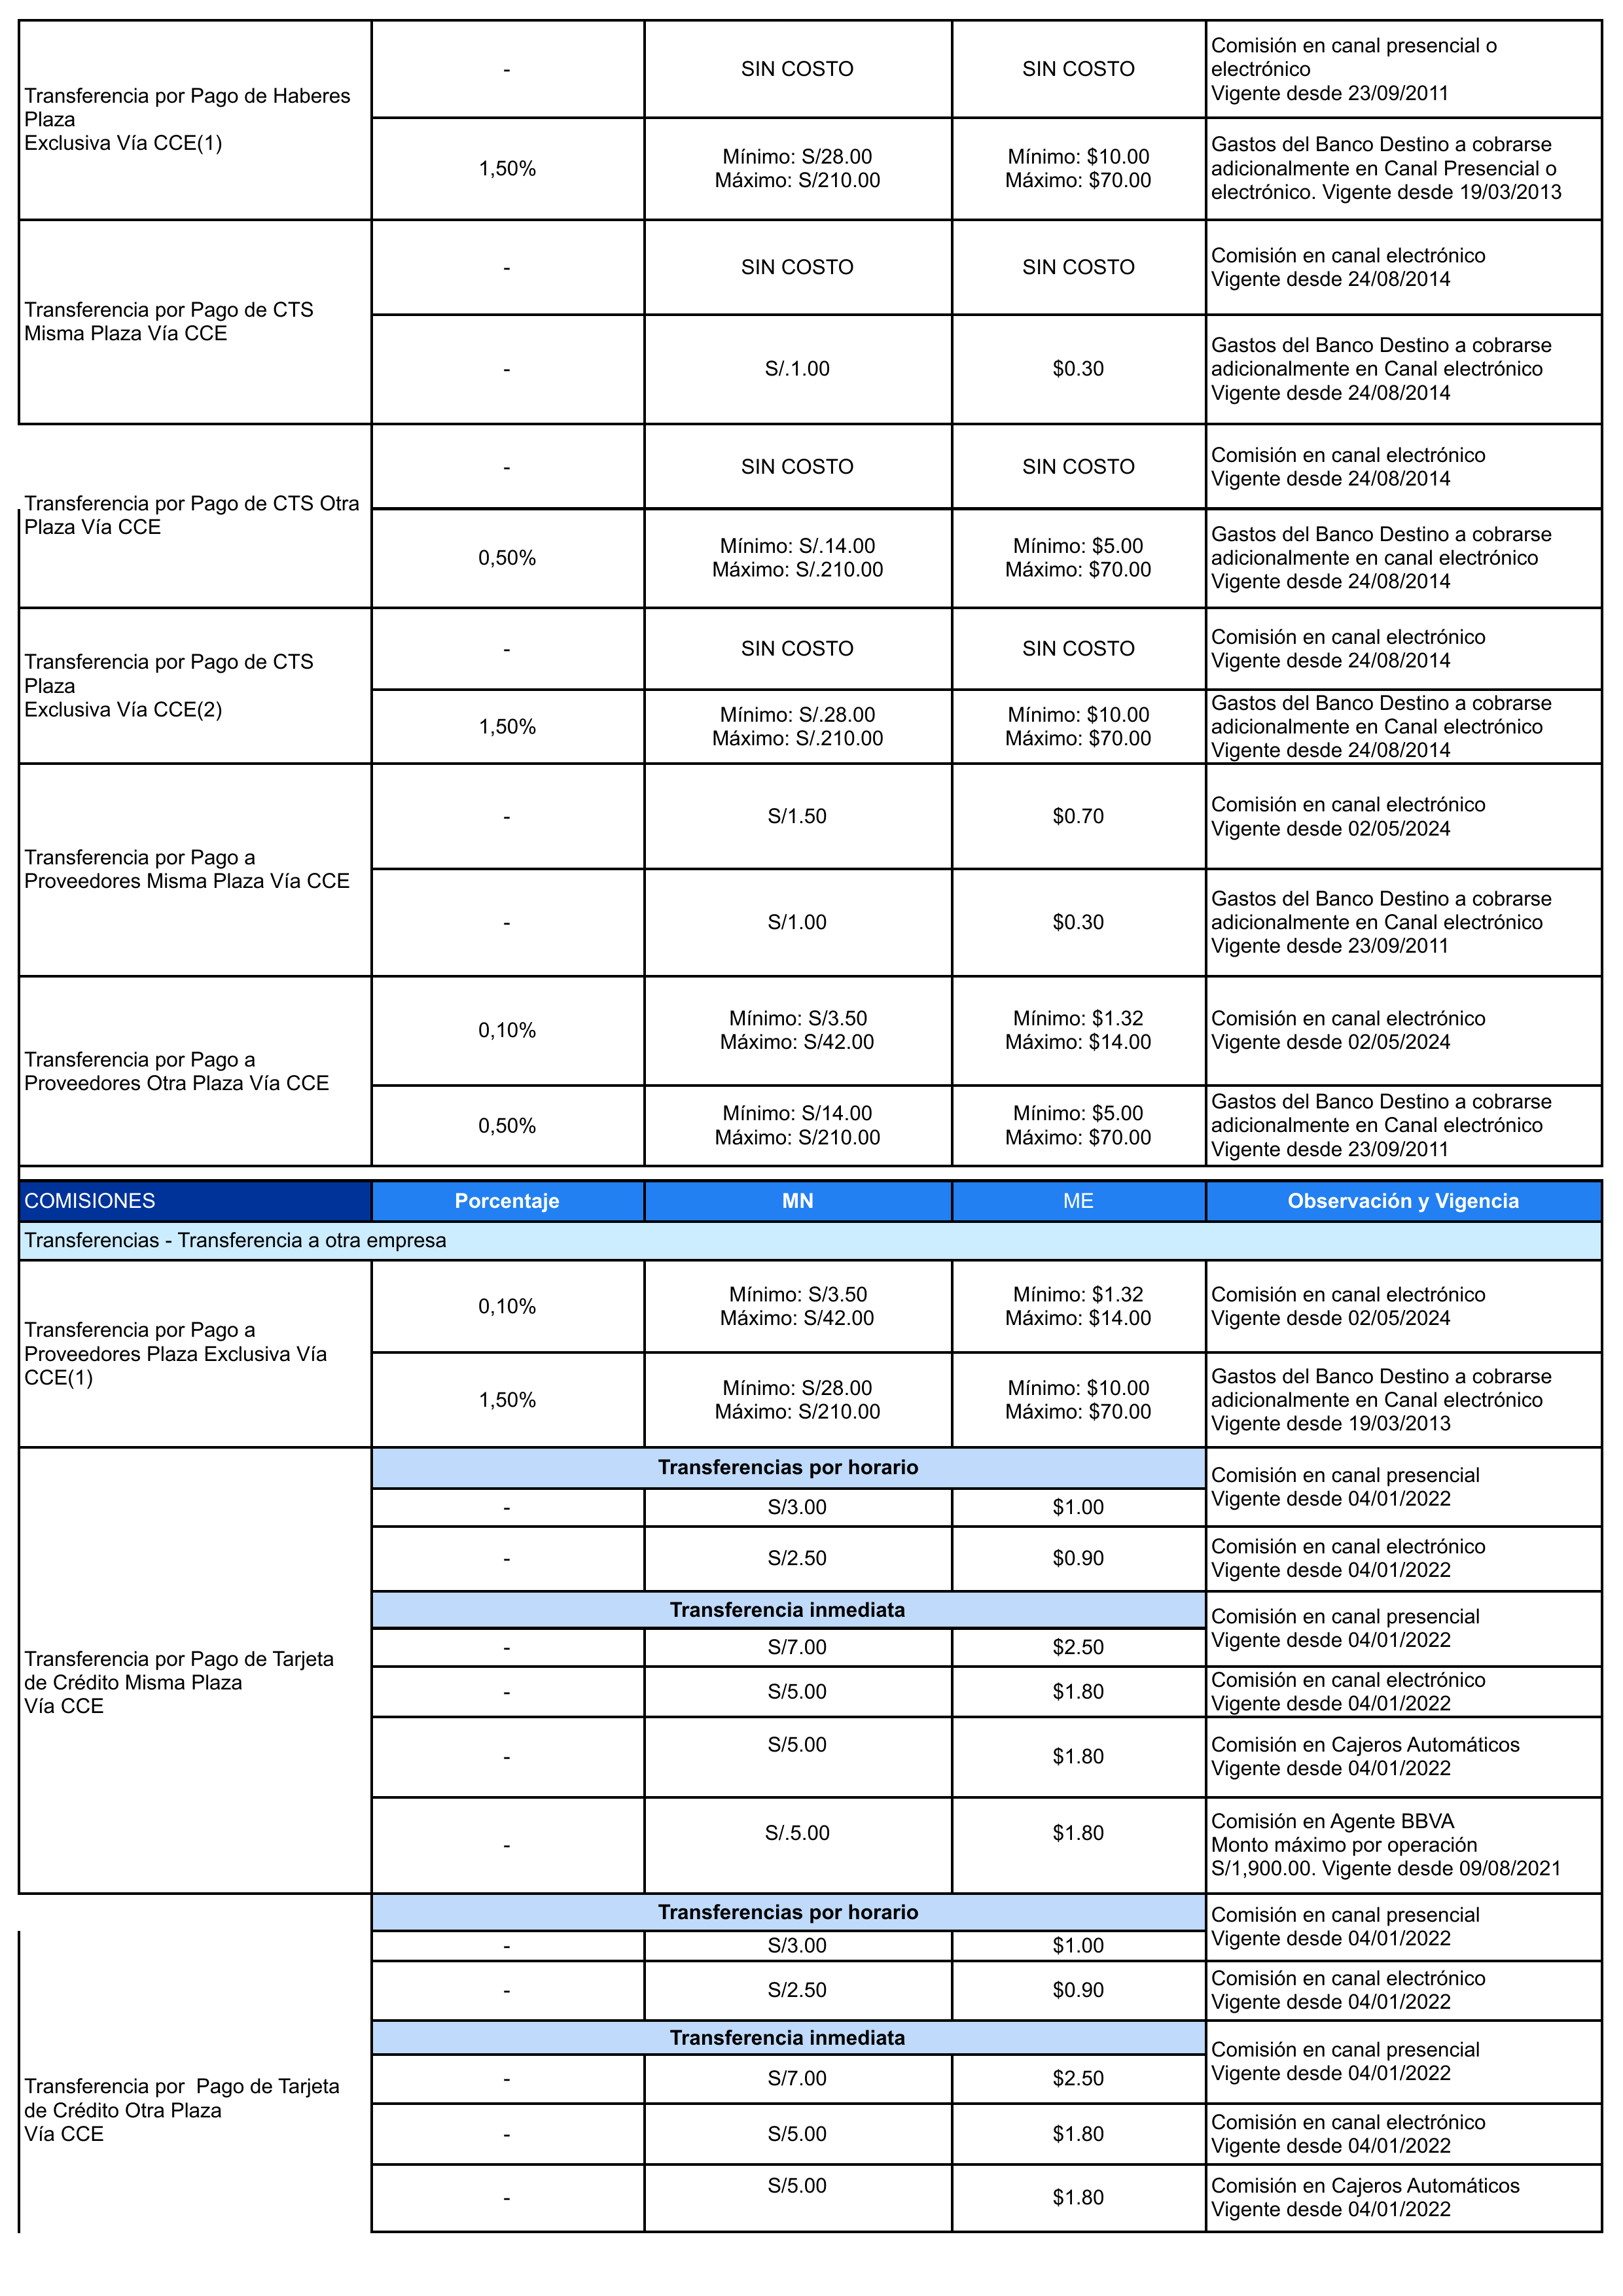 Transferencia por Pago de Haberes
Plaza
Exclusiva Vía CCE(1)
-
SIN COSTO
SIN COSTO
Comisión en canal presencial o
electrónico
Vigente desde 23/09/2011
1,50%
Mínimo: S/28.00
Máximo: S/210.00
Mínimo: $10.00
Máximo: $70.00
Gastos del Banco Destino a cobrarse
adicionalmente en Canal Presencial o
electrónico. Vigente desde 19/03/2013
Transferencia por Pago de CTS
Misma Plaza Vía CCE
-
SIN COSTO
SIN COSTO
Comisión en canal electrónico
Vigente desde 24/08/2014
-
S/.1.00
$0.30
Gastos del Banco Destino a cobrarse
adicionalmente en Canal electrónico
Vigente desde 24/08/2014
Transferencia por Pago de CTS Otra
Plaza Vía CCE
-
SIN COSTO
SIN COSTO
Comisión en canal electrónico
Vigente desde 24/08/2014
0,50%
Mínimo: S/.14.00
Máximo: S/.210.00
Mínimo: $5.00
Máximo: $70.00
Gastos del Banco Destino a cobrarse
adicionalmente en canal electrónico
Vigente desde 24/08/2014
Transferencia por Pago de CTS
Plaza
Exclusiva Vía CCE(2)
-
SIN COSTO
SIN COSTO
Comisión en canal electrónico
Vigente desde 24/08/2014
1,50%
Mínimo: S/.28.00
Máximo: S/.210.00
Mínimo: $10.00
Máximo: $70.00
Gastos del Banco Destino a cobrarse
adicionalmente en Canal electrónico
Vigente desde 24/08/2014
Transferencia por Pago a
Proveedores Misma Plaza Vía CCE
-
S/1.50
$0.70
Comisión en canal electrónico
Vigente desde 02/05/2024
-
S/1.00
$0.30
Gastos del Banco Destino a cobrarse
adicionalmente en Canal electrónico
Vigente desde 23/09/2011
Transferencia por Pago a
Proveedores Otra Plaza Vía CCE
0,10%
Mínimo: S/3.50
Máximo: S/42.00
Mínimo: $1.32
Máximo: $14.00
Comisión en canal electrónico
Vigente desde 02/05/2024
0,50%
Mínimo: S/14.00
Máximo: S/210.00
Mínimo: $5.00
Máximo: $70.00
Gastos del Banco Destino a cobrarse
adicionalmente en Canal electrónico
Vigente desde 23/09/2011
COMISIONES
Porcentaje
MN
ME
Observación y Vigencia
Transferencias - Transferencia a otra empresa
Transferencia por Pago a
Proveedores Plaza Exclusiva Vía
CCE(1)
0,10%
Mínimo: S/3.50
Máximo: S/42.00
Mínimo: $1.32
Máximo: $14.00
Comisión en canal electrónico
Vigente desde 02/05/2024
1,50%
Mínimo: S/28.00
Máximo: S/210.00
Mínimo: $10.00
Máximo: $70.00
Gastos del Banco Destino a cobrarse
adicionalmente en Canal electrónico
Vigente desde 19/03/2013
Transferencia por Pago de Tarjeta
de Crédito Misma Plaza
Vía CCE
Transferencias por horario
-
S/3.00
$1.00
Comisión en canal presencial
Vigente desde 04/01/2022
-
S/2.50
$0.90
Comisión en canal electrónico
Vigente desde 04/01/2022
Transferencia inmediata
-
S/7.00
$2.50
Comisión en canal presencial
Vigente desde 04/01/2022
-
S/5.00
$1.80
Comisión en canal electrónico
Vigente desde 04/01/2022
-
S/5.00
$1.80
Comisión en Cajeros Automáticos
Vigente desde 04/01/2022
-
S/.5.00
$1.80
Comisión en Agente BBVA
Monto máximo por operación
S/1,900.00. Vigente desde 09/08/2021
Transferencia por  Pago de Tarjeta
de Crédito Otra Plaza
Vía CCE
Transferencias por horario
-
S/3.00
$1.00
Comisión en canal presencial
Vigente desde 04/01/2022
-
S/2.50
$0.90
Comisión en canal electrónico
Vigente desde 04/01/2022
Transferencia inmediata
-
S/7.00
$2.50
Comisión en canal presencial
Vigente desde 04/01/2022
-
S/5.00
$1.80
Comisión en canal electrónico
Vigente desde 04/01/2022
-
S/5.00
$1.80
Comisión en Cajeros Automáticos
Vigente desde 04/01/2022